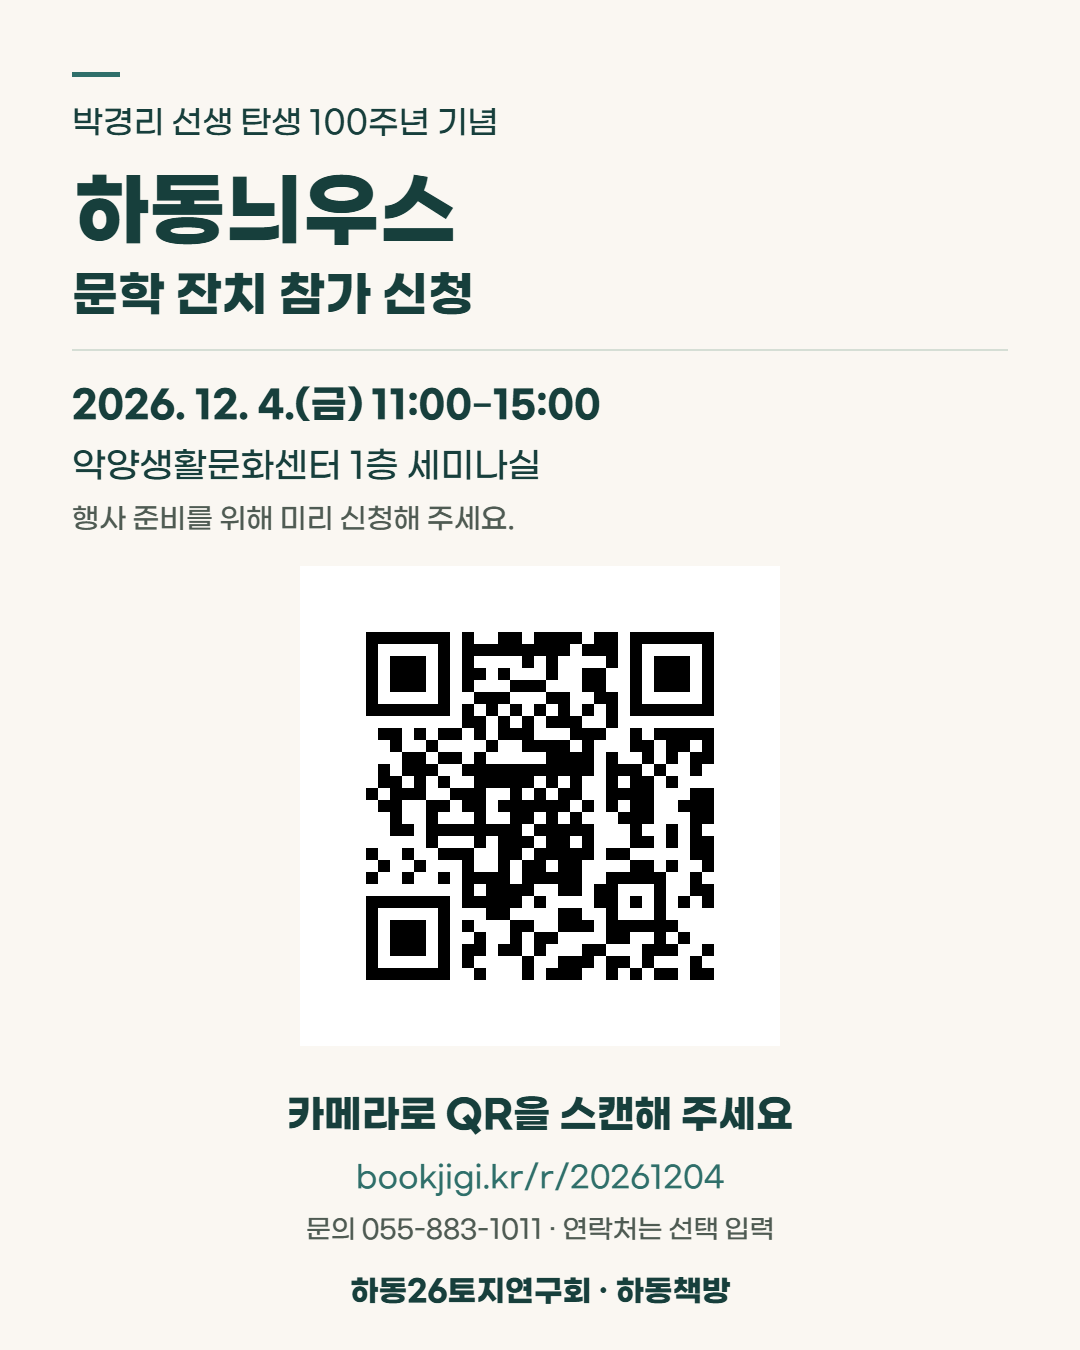 박경리 선생 탄생 100주년 기념
하동늬우스
문학 잔치 참가 신청
2026. 12. 4.(금) 11:00–15:00
악양생활문화센터 1층 세미나실
행사 준비를 위해 미리 신청해 주세요.
카메라로 QR을 스캔해 주세요
bookjigi.kr/r/20261204
문의 055-883-1011 · 연락처는 선택 입력
하동26토지연구회 · 하동책방